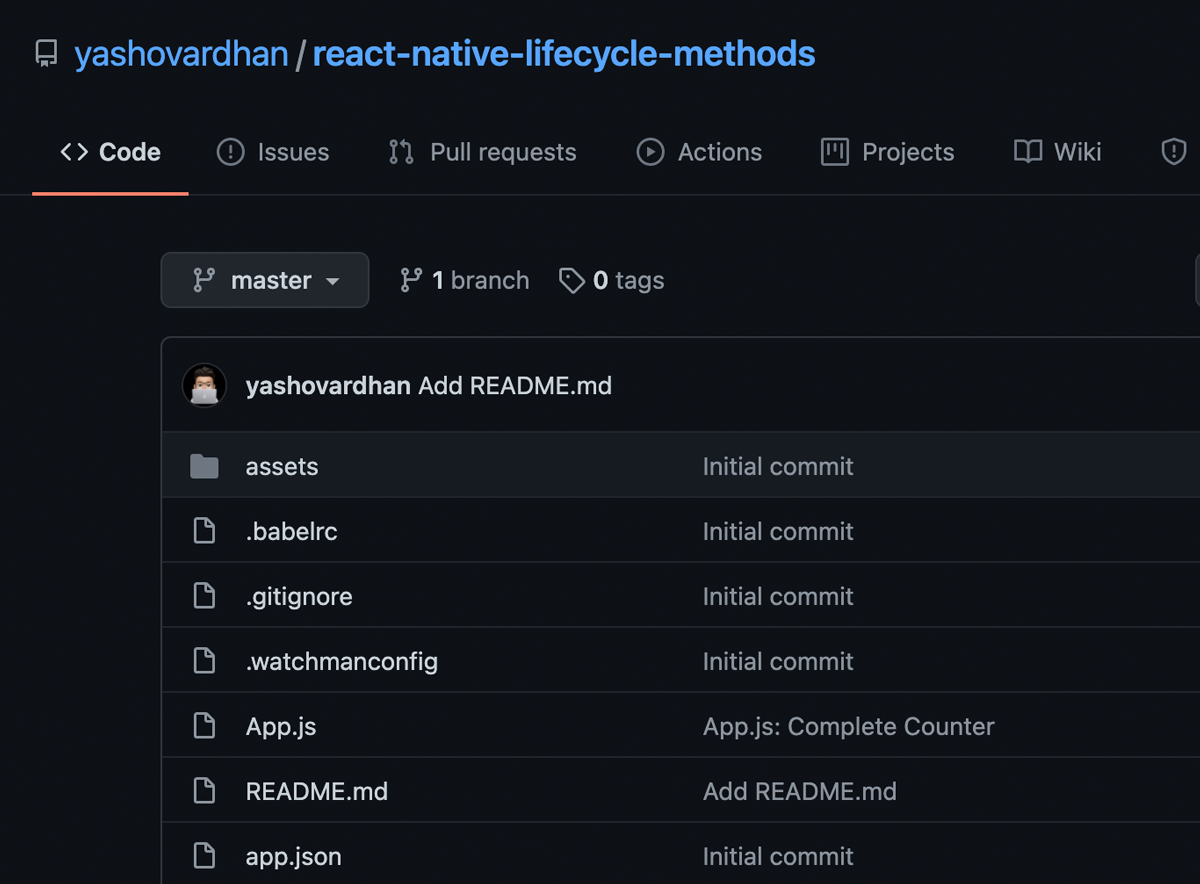 yashovardhan / react-native-lifecycle-methods
Code Issues Pull requests Actions Projects Wiki
master 1 branch 0 tags
yashovardhan Add README.md
assets Initial commit
.babelrc Initial commit
.gitignore Initial commit
.watchmanconfig Initial commit
App.js App.js: Complete Counter
README.md Add README.md
app.json Initial commit